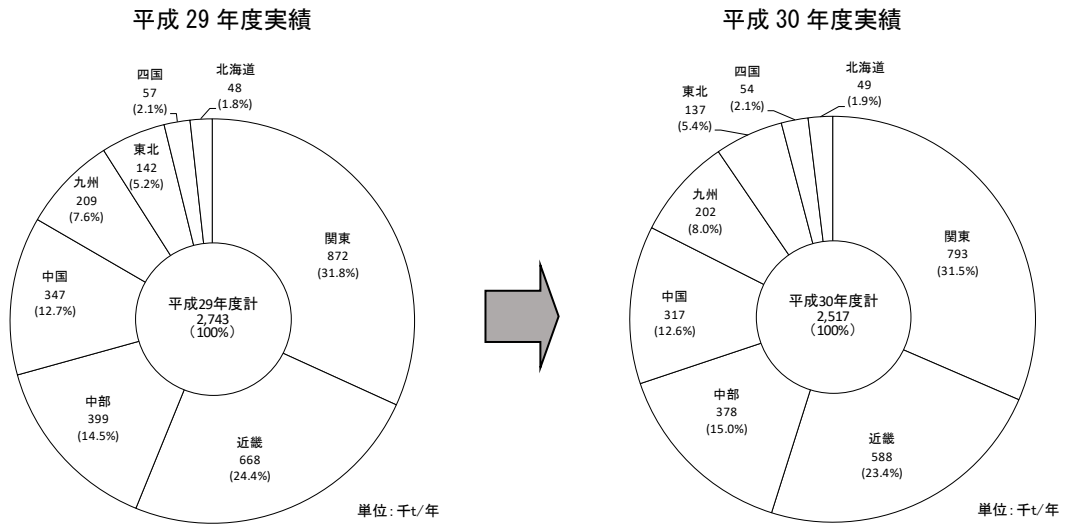 平成 29 年度実績
四国
57
(2.1%)
北海道
48
(1.8%)
東北
142
(5.2%)
九州
209
(7.6%)
関東
872
(31.8%)
中国
347
(12.7%)
平成29年度計
2,743
(100%)
中部
399
(14.5%)
近畿
668
(24.4%)
単位:千t/年
平成 30 年度実績
四国
54
(2.1%)
北海道
49
(1.9%)
東北
137
(5.4%)
九州
202
(8.0%)
関東
793
(31.5%)
中国
317
(12.6%)
平成30年度計
2,517
(100%)
中部
378
(15.0%)
近畿
588
(23.4%)
単位:千t/年